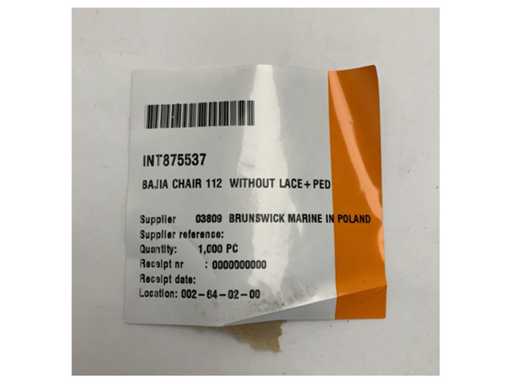 INT875537
BAJIA CHAIR 112 WITHOUT LACE+PED
Supplier 03809 BRUNSWICK MARINE IN POLAND
Supplier reference:
Quantity: 1,000 PC
Receipt nr : 0000000000
Receipt date:
Location: 002-64-02-00